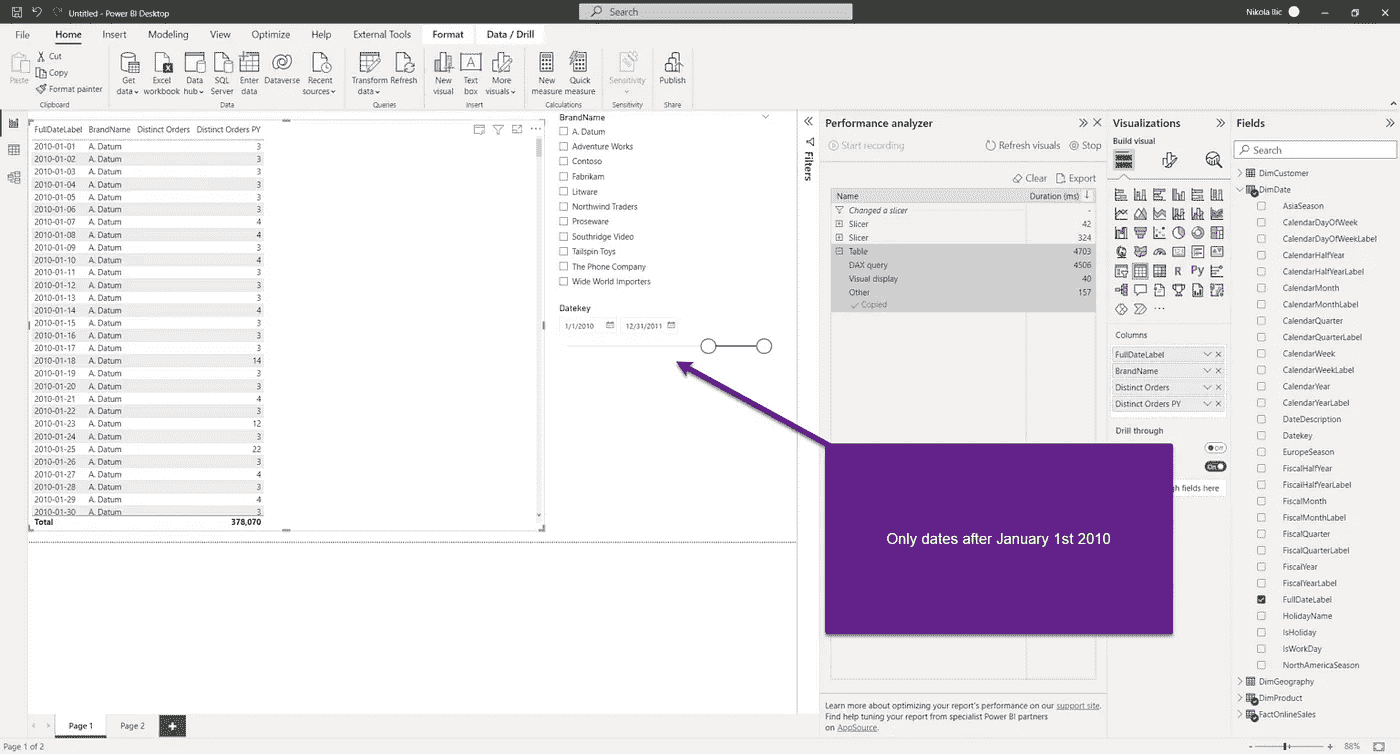 Untitled - Power BI Desktop
Search
Nikola Ilic
File Home Insert Modeling View Optimize Help External Tools Format Data / Drill
Paste
Cut
Copy
Format painter
Clipboard
Get data
Excel workbook
Data hub
SQL Server
Enter data
Dataverse
Recent sources
Data
Transform data
Refresh
Queries
New visual
Text box
More visuals
Insert
New measure
Quick measure
Calculations
Sensitivity
Sensitivity
Publish
Share
FullDateLabel BrandName Distinct Orders Distinct Orders PY
2010-01-01 A. Datum 3
2010-01-02 A. Datum 3
2010-01-03 A. Datum 3
2010-01-04 A. Datum 3
2010-01-05 A. Datum 3
2010-01-06 A. Datum 3
2010-01-07 A. Datum 4
2010-01-08 A. Datum 4
2010-01-09 A. Datum 3
2010-01-10 A. Datum 4
2010-01-11 A. Datum 3
2010-01-12 A. Datum 3
2010-01-13 A. Datum 3
2010-01-14 A. Datum 4
2010-01-15 A. Datum 3
2010-01-16 A. Datum 3
2010-01-17 A. Datum 3
2010-01-18 A. Datum 14
2010-01-19 A. Datum 3
2010-01-20 A. Datum 3
2010-01-21 A. Datum 4
2010-01-22 A. Datum 3
2010-01-23 A. Datum 12
2010-01-24 A. Datum 3
2010-01-25 A. Datum 22
2010-01-26 A. Datum 3
2010-01-27 A. Datum 4
2010-01-28 A. Datum 3
2010-01-29 A. Datum 4
2010-01-30 A. Datum 3
Total 378,070
BrandName
A. Datum
Adventure Works
Contoso
Fabrikam
Litware
Northwind Traders
Proseware
Southridge Video
Tailspin Toys
The Phone Company
Wide World Importers
Datekey
1/1/2010 12/31/2011
Filters
Performance analyzer
Start recording Refresh visuals Stop
Clear Export
Name Duration (ms)
Changed a slicer -
Slicer 42
Slicer 324
Table 4703
DAX query 4506
Visual display 40
Other 157
Copied
Only dates after January 1st 2010
Learn more about optimizing your report's performance on our support site.
Find help tuning your report from specialist Power BI partners
on AppSource.
Visualizations
Build visual
R Py
Columns
FullDateLabel
BrandName
Distinct Orders
Distinct Orders PY
Drill through
Off
On
fields here
Fields
Search
DimCustomer
DimDate
AsiaSeason
CalendarDayOfWeek
CalendarDayOfWeekLabel
CalendarHalfYear
CalendarHalfYearLabel
CalendarMonth
CalendarMonthLabel
CalendarQuarter
CalendarQuarterLabel
CalendarWeek
CalendarWeekLabel
CalendarYear
CalendarYearLabel
DateDescription
Datekey
EuropeSeason
FiscalHalfYear
FiscalHalfYearLabel
FiscalMonth
FiscalMonthLabel
FiscalQuarter
FiscalQuarterLabel
FiscalYear
FiscalYearLabel
FullDateLabel
HolidayName
IsHoliday
IsWorkDay
NorthAmericaSeason
DimGeography
DimProduct
FactOnlineSales
Page 1 Page 2
Page 1 of 2
88%